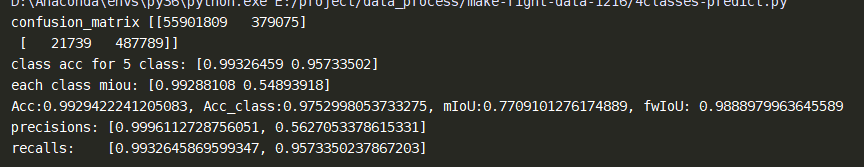 D:\Anaconda\envs\py36\python.exe E:/project/data_process/make-right-data-1216/4classes-predict.py
confusion_matrix [[55901809   379075]
 [   21739   487789]]
class acc for 5 class: [0.99326459 0.95733502]
each class miou: [0.99288108 0.54893918]
Acc:0.9929422241205083, Acc_class:0.9752998053733275, mIoU:0.7709101276174889, fwIoU: 0.9888979963645589
precisions: [0.9996112728756051, 0.5627053378615331]
recalls:    [0.9932645869599347, 0.9573350237867203]